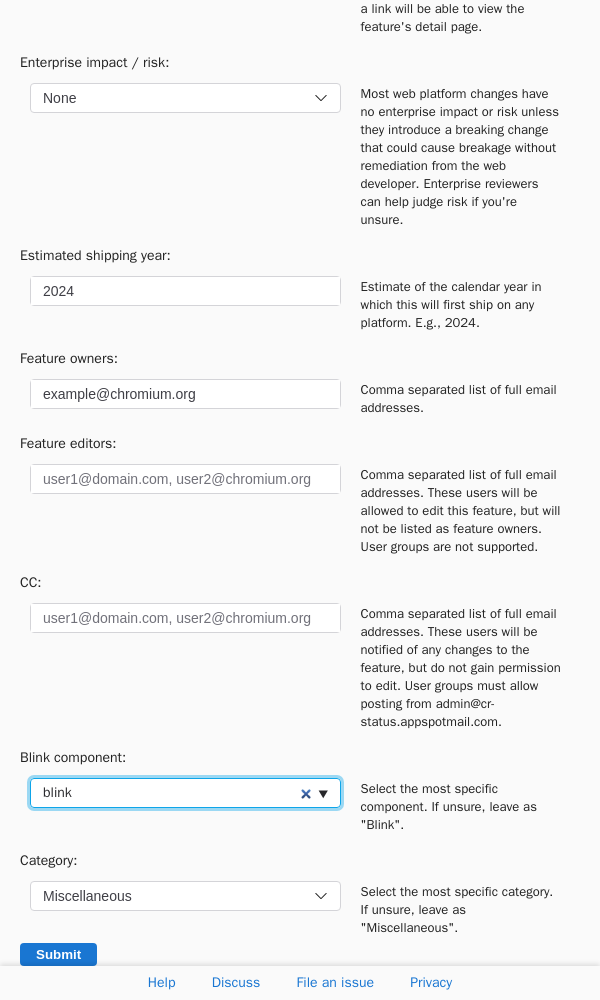 a link will be able to view the
feature's detail page.
Enterprise impact / risk:
None
Most web platform changes have
no enterprise impact or risk unless
they introduce a breaking change
that could cause breakage without
remediation from the web
developer. Enterprise reviewers
can help judge risk if you're
unsure.
Estimated shipping year:
2024
Estimate of the calendar year in
which this will first ship on any
platform. E.g., 2024.
Feature owners:
example@chromium.org
Comma separated list of full email
addresses.
Feature editors:
user1@domain.com, user2@chromium.org
Comma separated list of full email
addresses. These users will be
allowed to edit this feature, but will
not be listed as feature owners.
User groups are not supported.
CC:
user1@domain.com, user2@chromium.org
Comma separated list of full email
addresses. These users will be
notified of any changes to the
feature, but do not gain permission
to edit. User groups must allow
posting from admin@cr-
status.appspotmail.com.
Blink component:
blink
Select the most specific
component. If unsure, leave as
"Blink".
Category:
Miscellaneous
Select the most specific category.
If unsure, leave as
"Miscellaneous".
Submit
Help Discuss File an issue Privacy